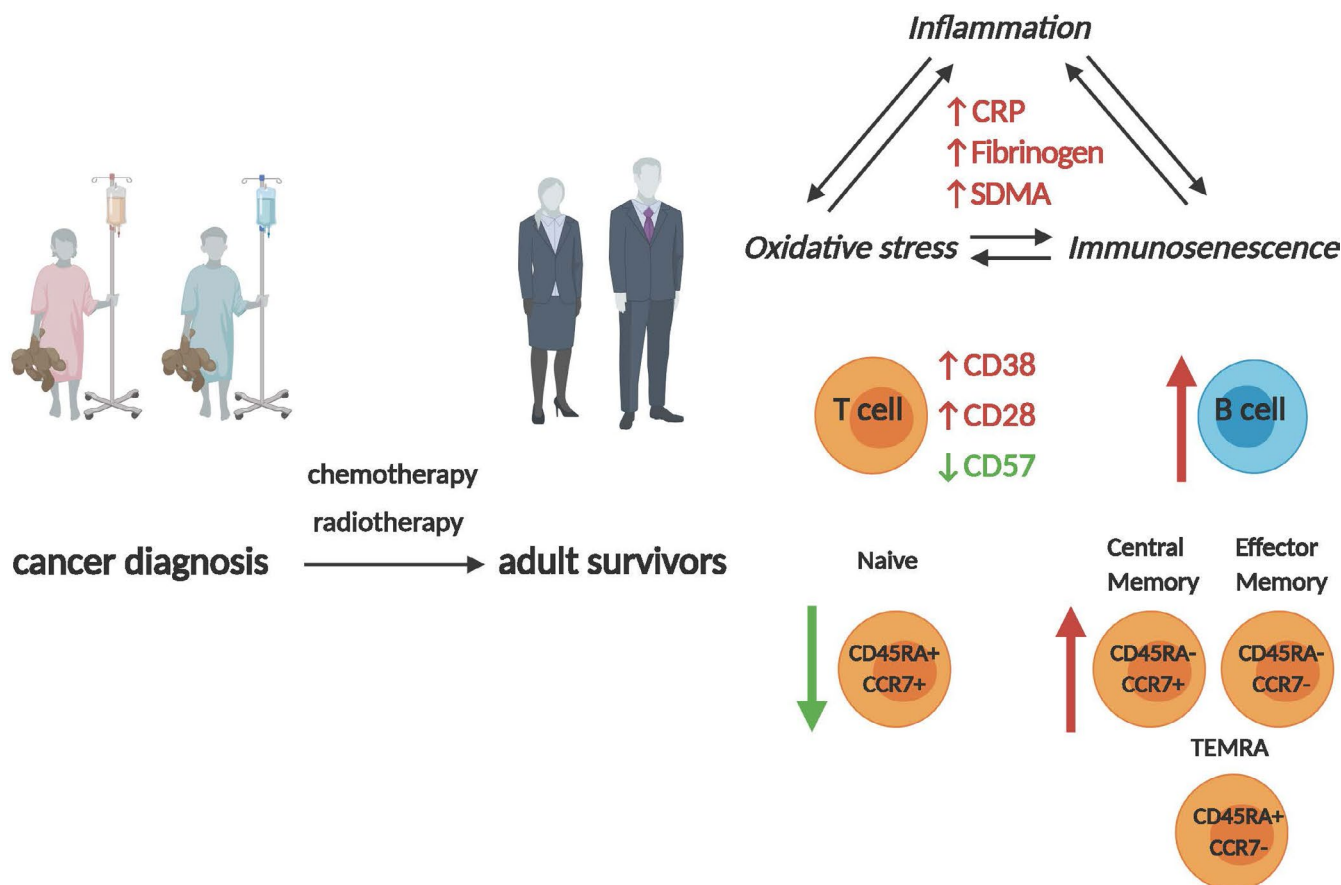 Inflammation
↑ CRP
↑ Fibrinogen
↑ SDMA
Oxidative stress
Immunosenescence
T cell
↑ CD38
↑ CD28
↓ CD57
B cell
chemotherapy
radiotherapy
cancer diagnosis
adult survivors
Naive
CD45RA+
CCR7+
Central
Memory
CD45RA-
CCR7+
Effector
Memory
CD45RA-
CCR7-
TEMRA
CD45RA+
CCR7-